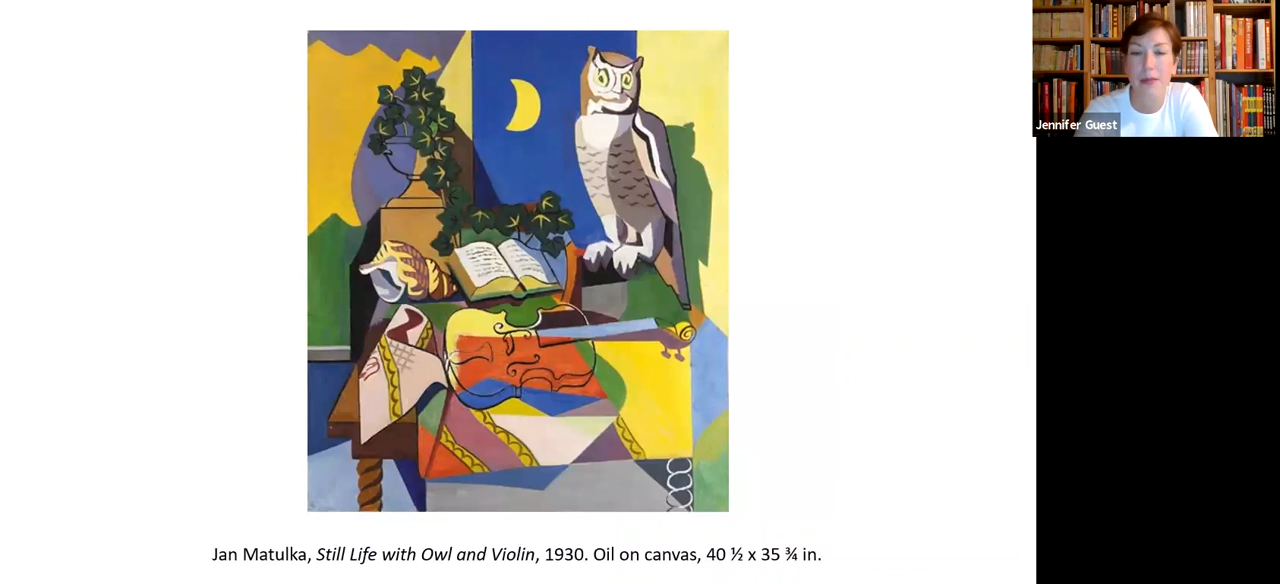 Jennifer Guest
Jan Matulka, Still Life with Owl and Violin, 1930. Oil on canvas, 40 ½ x 35 ¾ in.